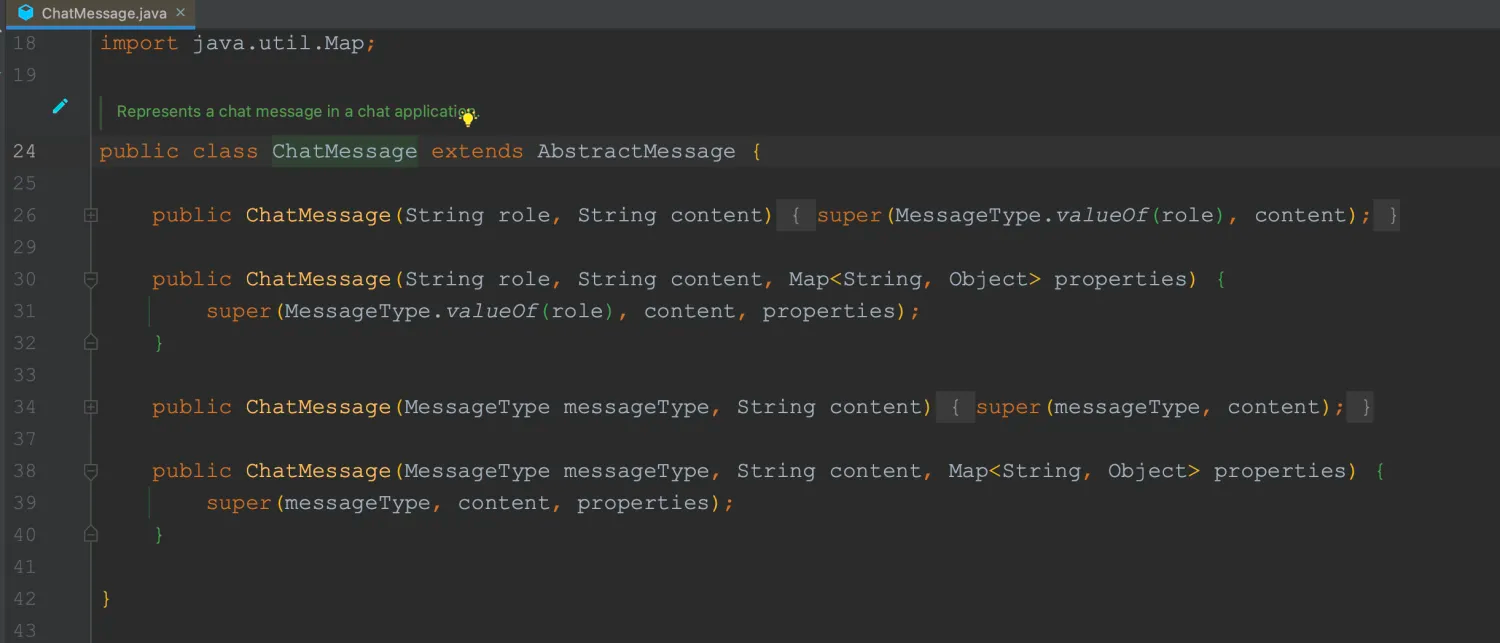 ChatMessage.java ×
18 import java.util.Map;
19
Represents a chat message in a chat application.
24 public class ChatMessage extends AbstractMessage {
25
26 public ChatMessage(String role, String content) { super(MessageType.valueOf(role), content); }
29
30 public ChatMessage(String role, String content, Map<String, Object> properties) {
31 super(MessageType.valueOf(role), content, properties);
32 }
33
34 public ChatMessage(MessageType messageType, String content) { super(messageType, content); }
37
38 public ChatMessage(MessageType messageType, String content, Map<String, Object> properties) {
39 super(messageType, content, properties);
40 }
41
42 }
43